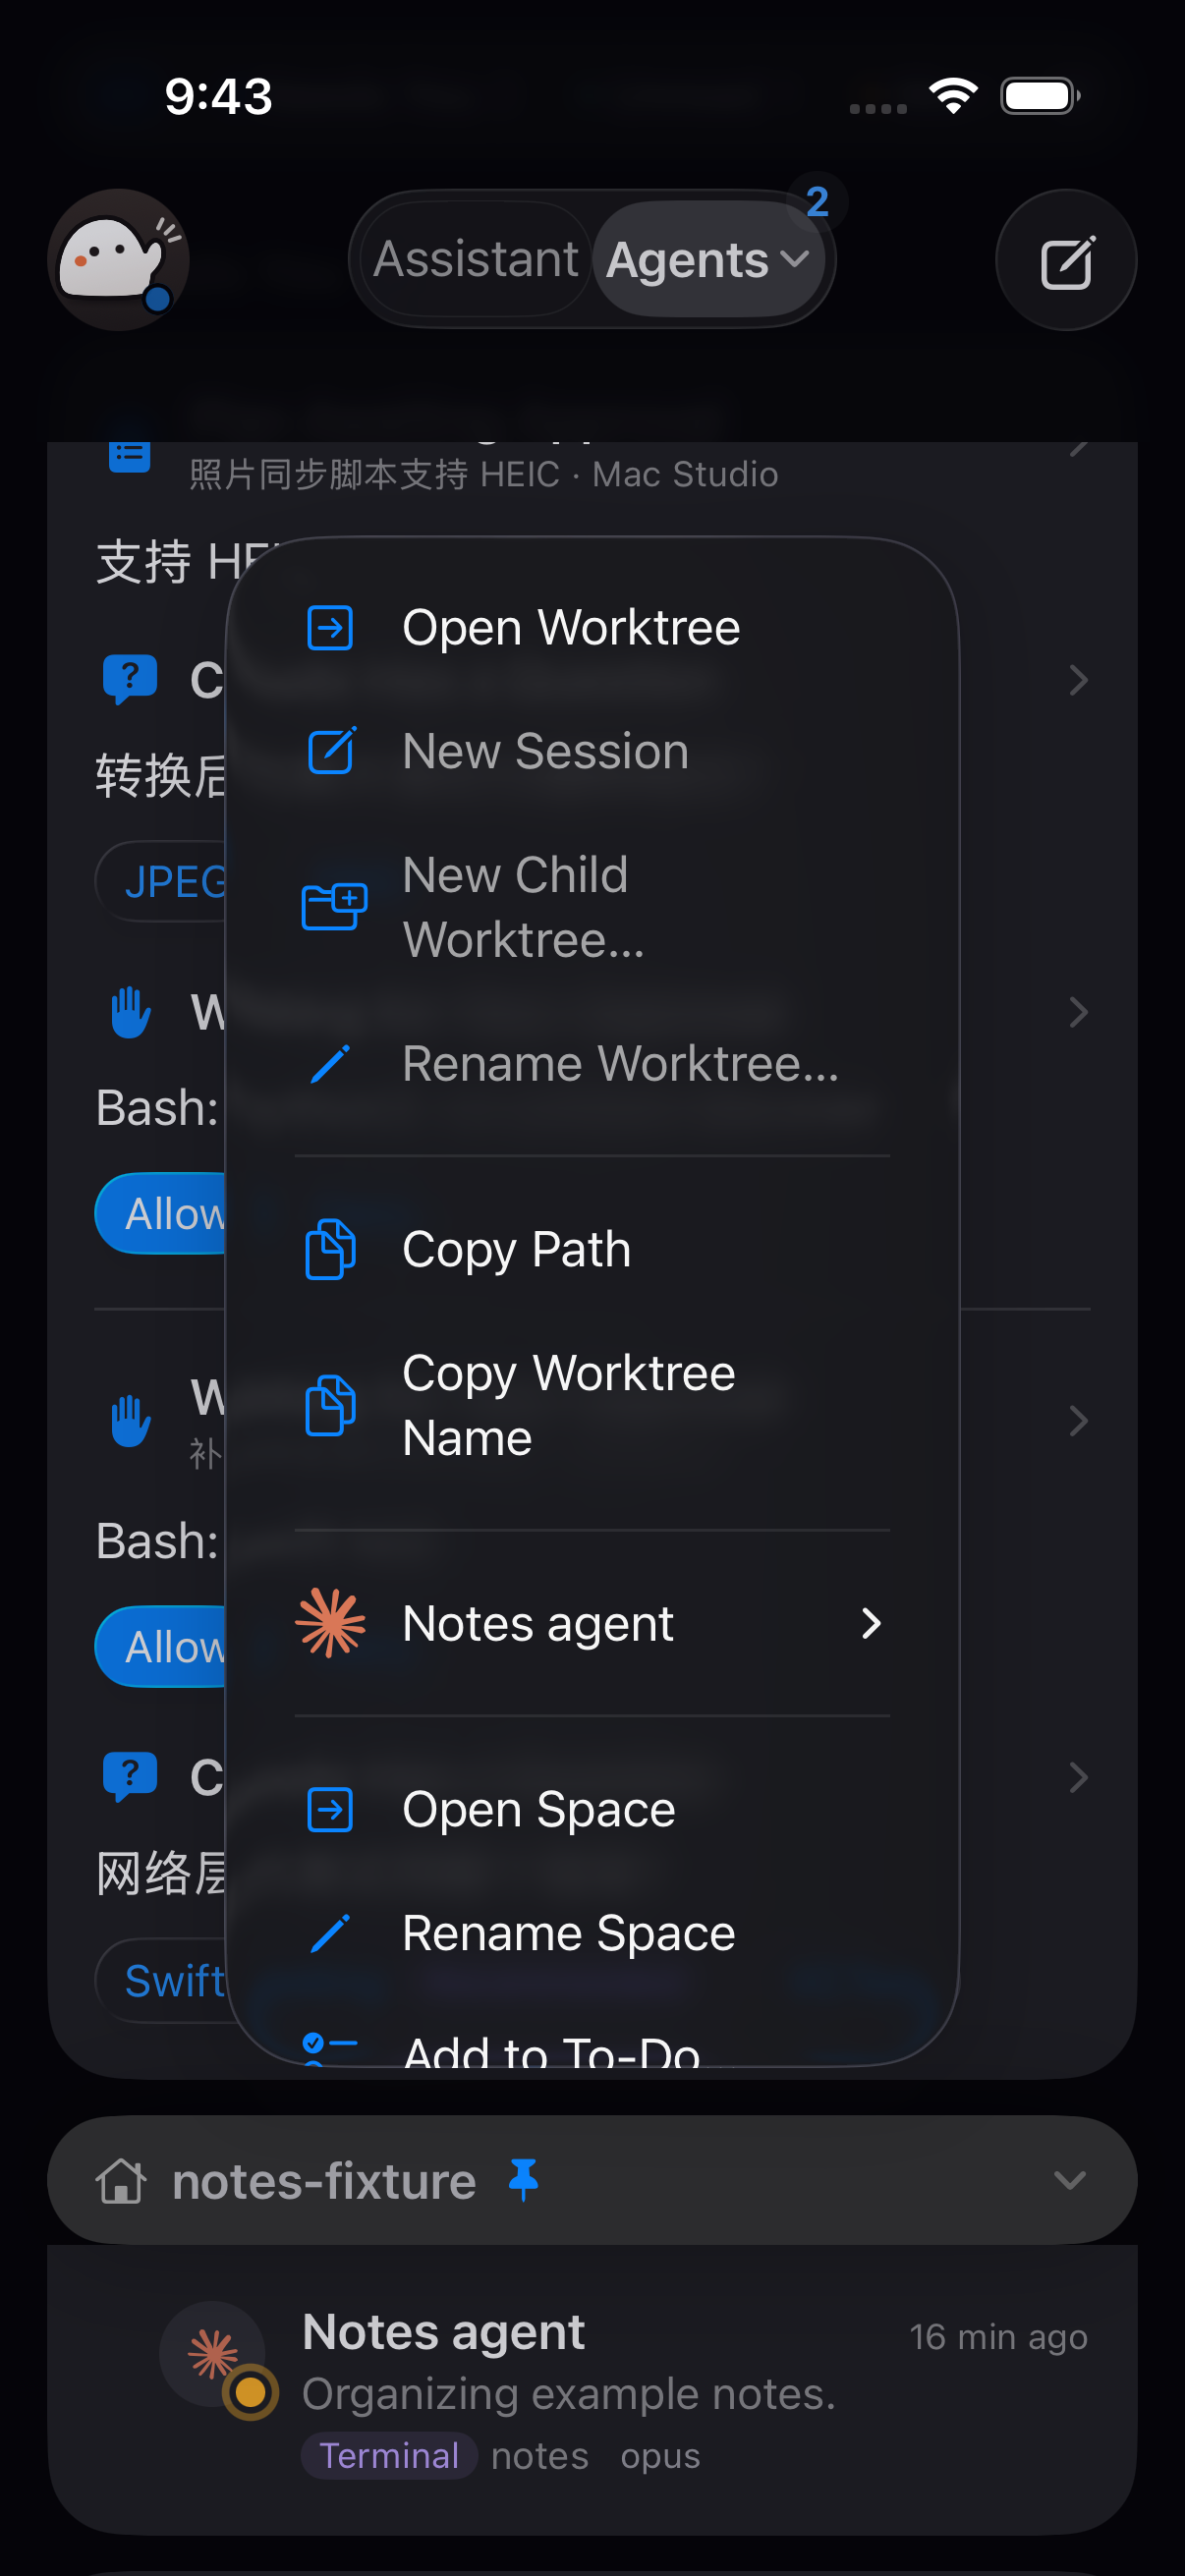 9:43
Assistant
Agents
2
照片同步脚本支持 HEIC · Mac Studio
支持
Open Worktree
New Session
转换
JPEG
New Child
Worktree...
Rename Worktree...
Bash:
Allow
Copy Path
Copy Worktree
Name
补
Bash:
Allow
Notes agent
Open Space
网络层
Rename Space
Swift
Add to To-Do...
notes-fixture
Notes agent
16 min ago
Organizing example notes.
Terminal notes opus